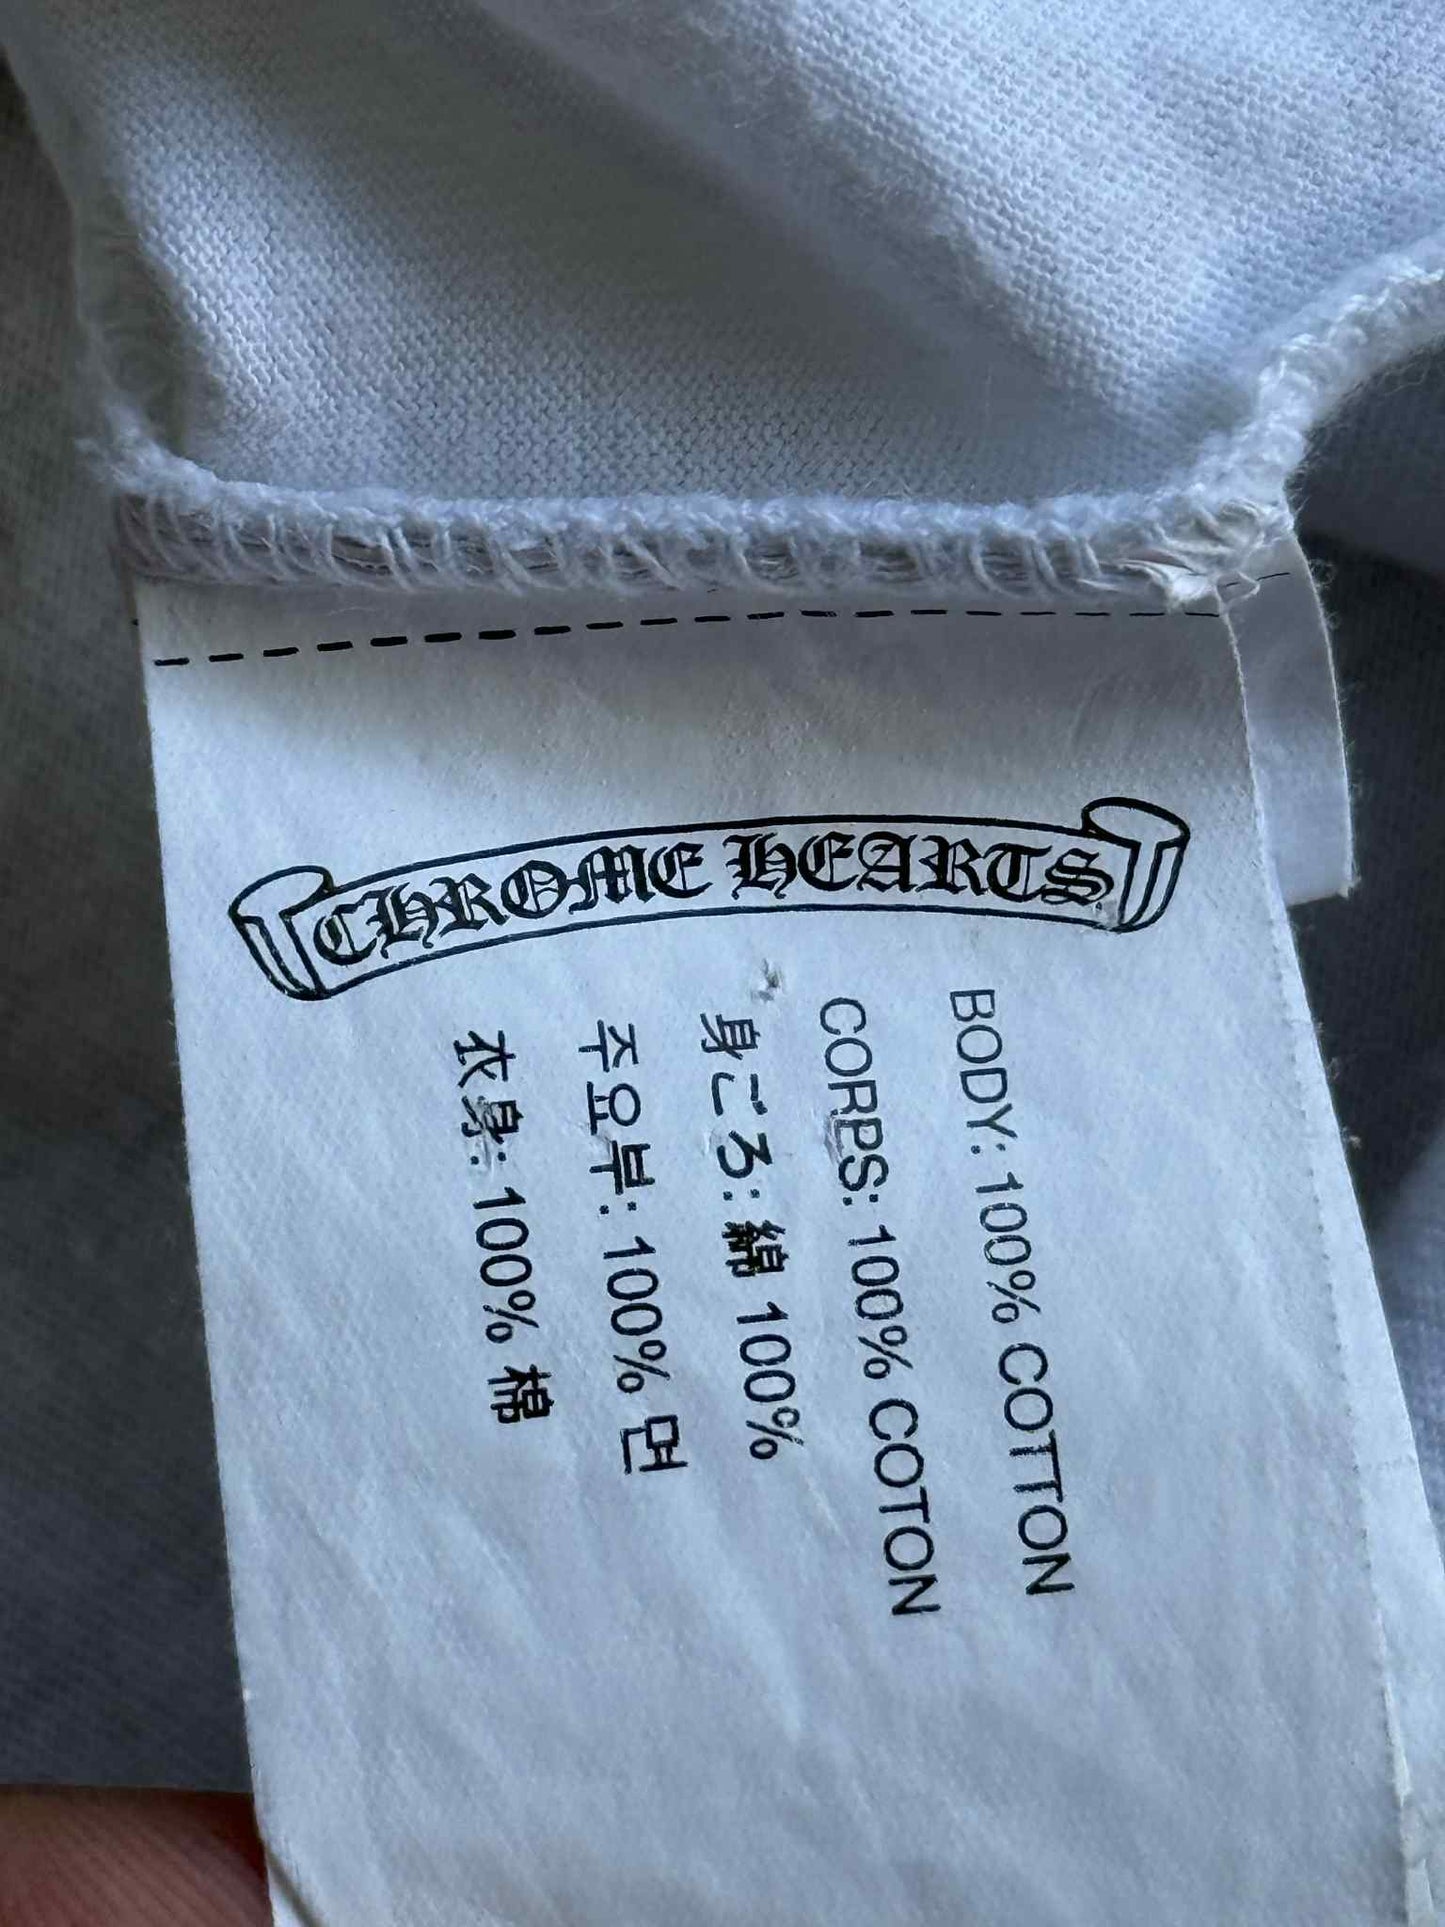 CHROME HEARTS
BODY: 100% COTTON
CORPS: 100% COTON
身ごろ: 綿 100%
주요부: 100% 면
衣身: 100% 棉